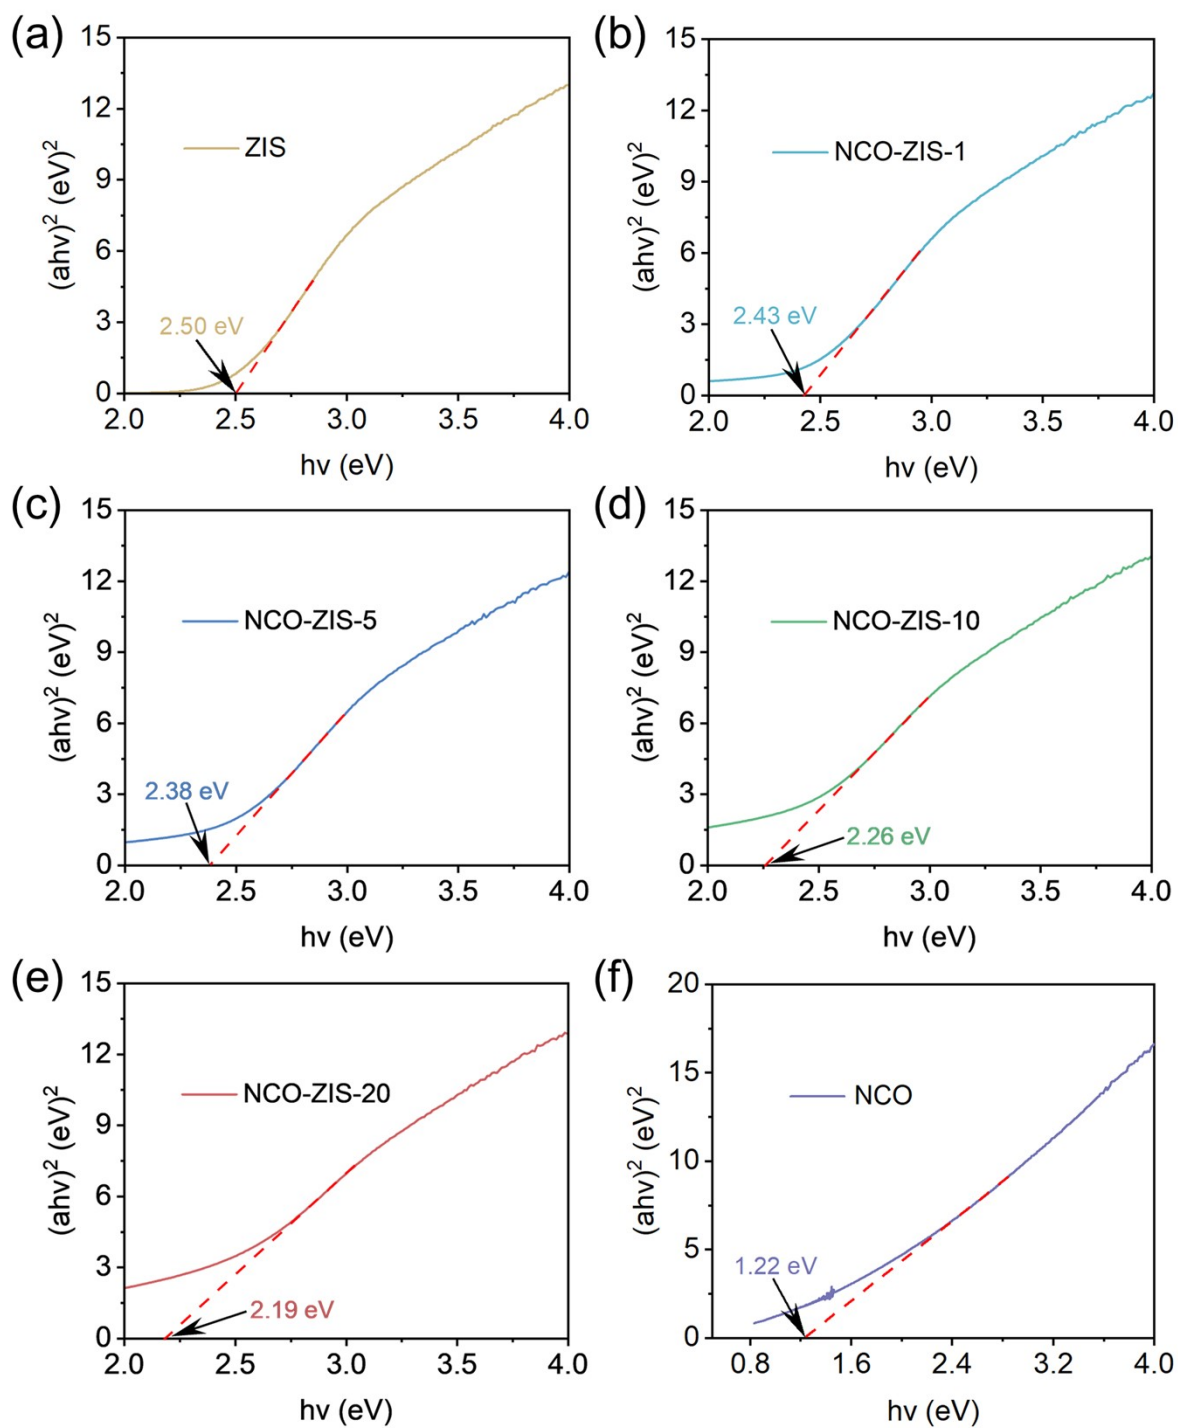 (a)
15
12
9
6
3
0
(ahv)² (eV)²
ZIS
2.50 eV
2.0 2.5 3.0 3.5 4.0
hv (eV)
(b)
15
12
9
6
3
0
(ahv)² (eV)²
NCO-ZIS-1
2.43 eV
2.0 2.5 3.0 3.5 4.0
hv (eV)
(c)
15
12
9
6
3
0
(ahv)² (eV)²
NCO-ZIS-5
2.38 eV
2.0 2.5 3.0 3.5 4.0
hv (eV)
(d)
15
12
9
6
3
0
(ahv)² (eV)²
NCO-ZIS-10
2.26 eV
2.0 2.5 3.0 3.5 4.0
hv (eV)
(e)
15
12
9
6
3
0
(ahv)² (eV)²
NCO-ZIS-20
2.19 eV
2.0 2.5 3.0 3.5 4.0
hv (eV)
(f)
20
15
10
5
0
(ahv)² (eV)²
NCO
1.22 eV
0.8 1.6 2.4 3.2 4.0
hv (eV)